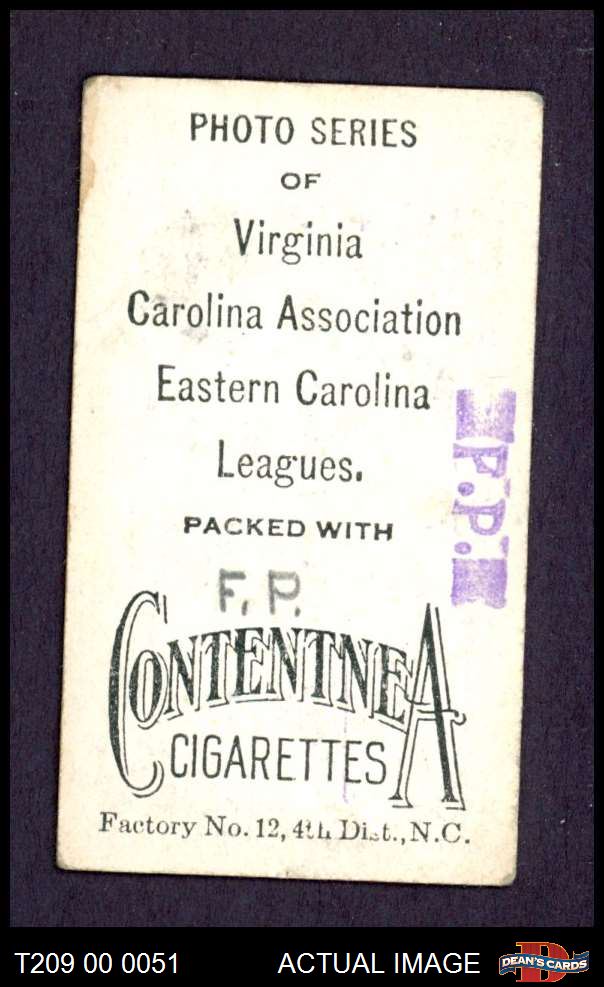 PHOTO SERIES
OF
Virginia
Carolina Association
Eastern Carolina
Leagues.
PACKED WITH
F.P.
F. P.
CONTENTNEA
CIGARETTES
Factory No. 12, 4th Dist., N.C.
T209 00 0051 ACTUAL IMAGE DEAN'S CARDS